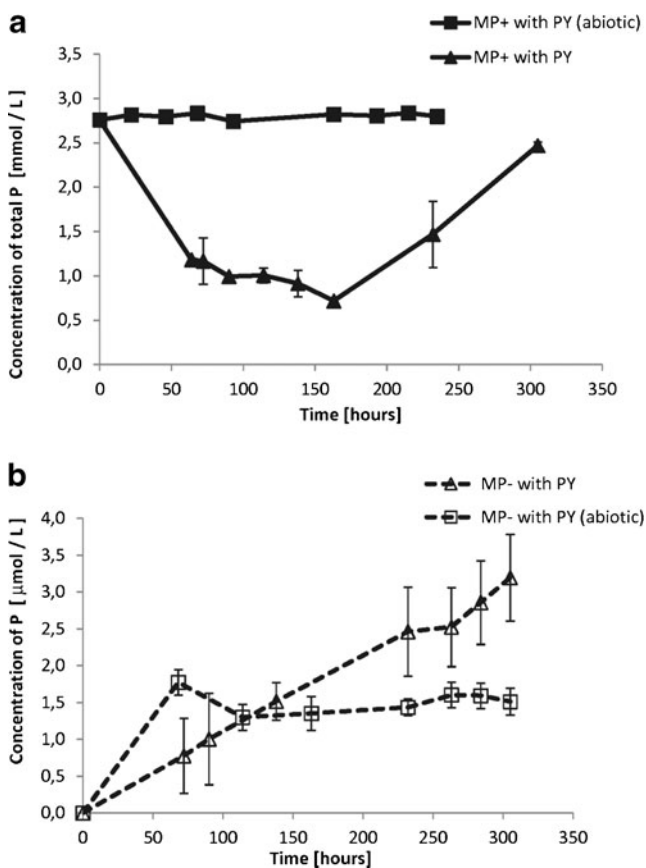 a
MP+ with PY (abiotic)
MP+ with PY
Concentration of total P [mmol / L]
3,5
3,0
2,5
2,0
1,5
1,0
0,5
0,0
0 50 100 150 200 250 300 350
Time [hours]
b
MP- with PY
MP- with PY (abiotic)
Concentration of P [ μmol / L]
4,0
3,5
3,0
2,5
2,0
1,5
1,0
0,5
0,0
0 50 100 150 200 250 300 350
Time [hours]